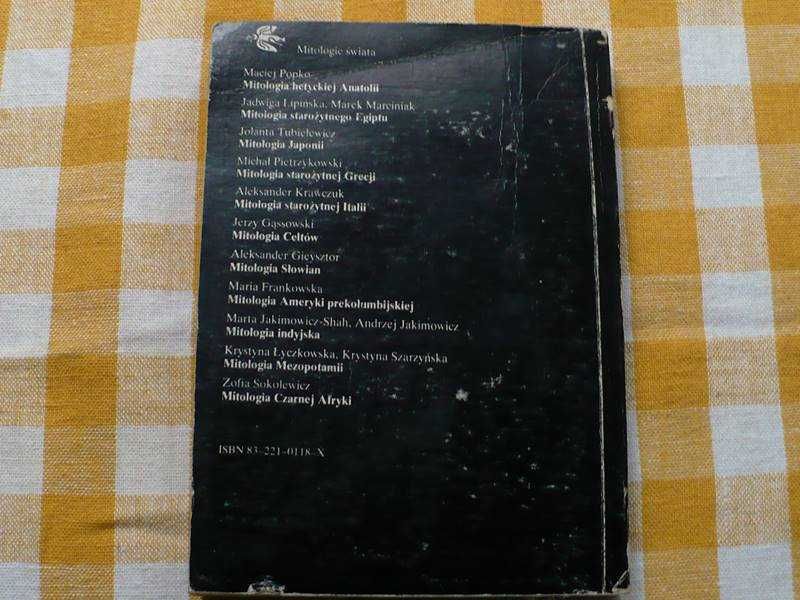 Mitologie świata
Maciej Popko
Mitologia hetyckiej Anatolii
Jadwiga Lipińska, Marek Marciniak
Mitologia starożytnego Egiptu
Jolanta Tubielewicz
Mitologia Japonii
Michał Pietrzykowski
Mitologia starożytnej Grecji
Aleksander Krawczuk
Mitologia starożytnej Italii
Jerzy Gąssowski
Mitologia Celtów
Aleksander Gieysztor
Mitologia Słowian
Maria Frankowska
Mitologia Ameryki prekolumbijskiej
Marta Jakimowicz-Shah, Andrzej Jakimowicz
Mitologia indyjska
Krystyna Łyczkowska, Krystyna Szarzyńska
Mitologia Mezopotamii
Zofia Sokolewicz
Mitologia Czarnej Afryki
ISBN 83-221-0118-X